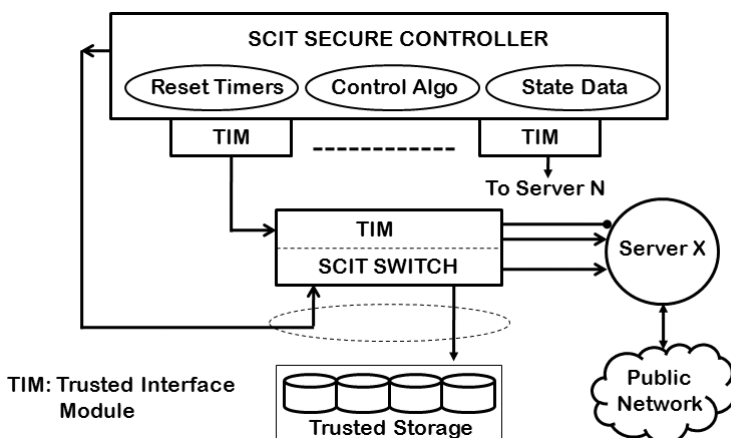 SCIT SECURE CONTROLLER
Reset Timers
Control Algo
State Data
TIM
TIM
To Server N
TIM
SCIT SWITCH
Server X
TIM: Trusted Interface
Module
Trusted Storage
Public
Network